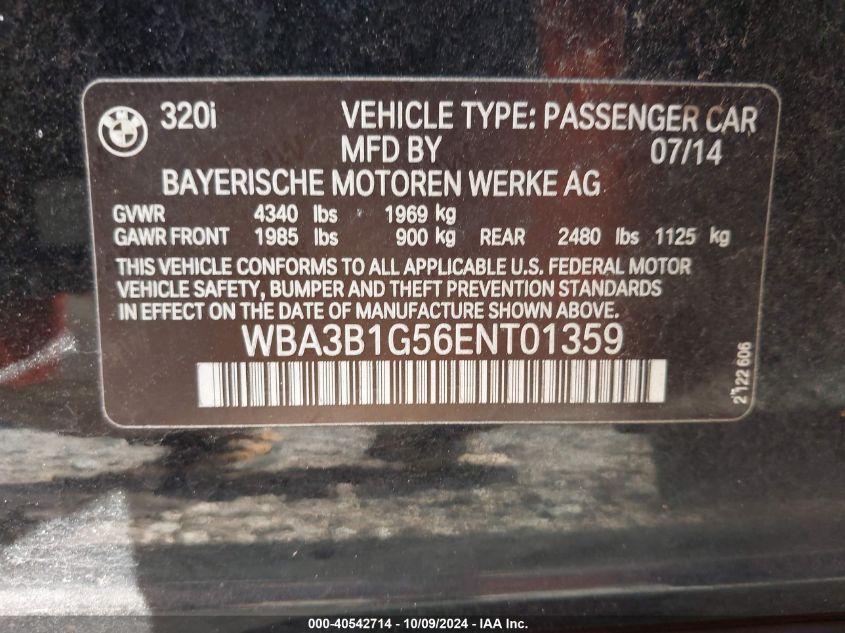 320i VEHICLE TYPE: PASSENGER CAR
MFD BY 07/14
BAYERISCHE MOTOREN WERKE AG
GVWR 4340 lbs 1969 kg
GAWR FRONT 1985 lbs 900 kg REAR 2480 lbs 1125 kg
THIS VEHICLE CONFORMS TO ALL APPLICABLE U.S. FEDERAL MOTOR
VEHICLE SAFETY, BUMPER AND THEFT PREVENTION STANDARDS
IN EFFECT ON THE DATE OF MANUFACTURE SHOWN ABOVE.
WBA3B1G56ENT01359
000-40542714 - 10/09/2024 - IAA Inc.